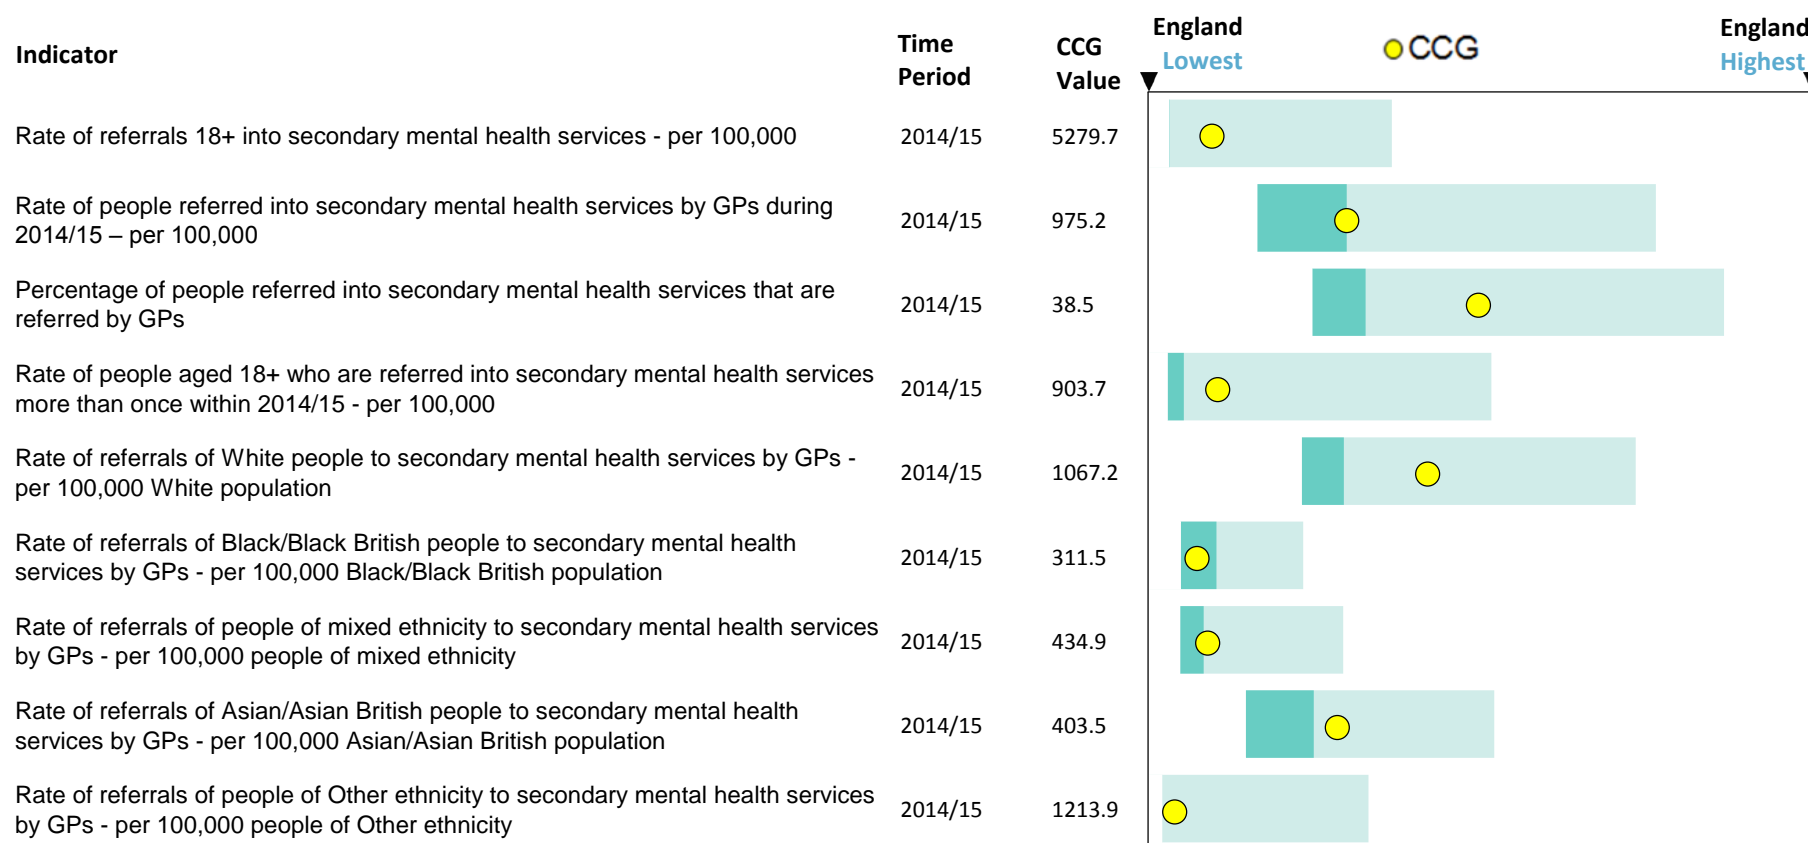 Indicator
Time
Period
CCG
Value
England
Lowest
CCG
England
Highest
Rate of referrals 18+ into secondary mental health services - per 100,000
2014/15
5279.7
Rate of people referred into secondary mental health services by GPs during
2014/15 – per 100,000
2014/15
975.2
Percentage of people referred into secondary mental health services that are
referred by GPs
2014/15
38.5
Rate of people aged 18+ who are referred into secondary mental health services
more than once within 2014/15 - per 100,000
2014/15
903.7
Rate of referrals of White people to secondary mental health services by GPs -
per 100,000 White population
2014/15
1067.2
Rate of referrals of Black/Black British people to secondary mental health
services by GPs - per 100,000 Black/Black British population
2014/15
311.5
Rate of referrals of people of mixed ethnicity to secondary mental health services
by GPs - per 100,000 people of mixed ethnicity
2014/15
434.9
Rate of referrals of Asian/Asian British people to secondary mental health
services by GPs - per 100,000 Asian/Asian British population
2014/15
403.5
Rate of referrals of people of Other ethnicity to secondary mental health services
by GPs - per 100,000 people of Other ethnicity
2014/15
1213.9